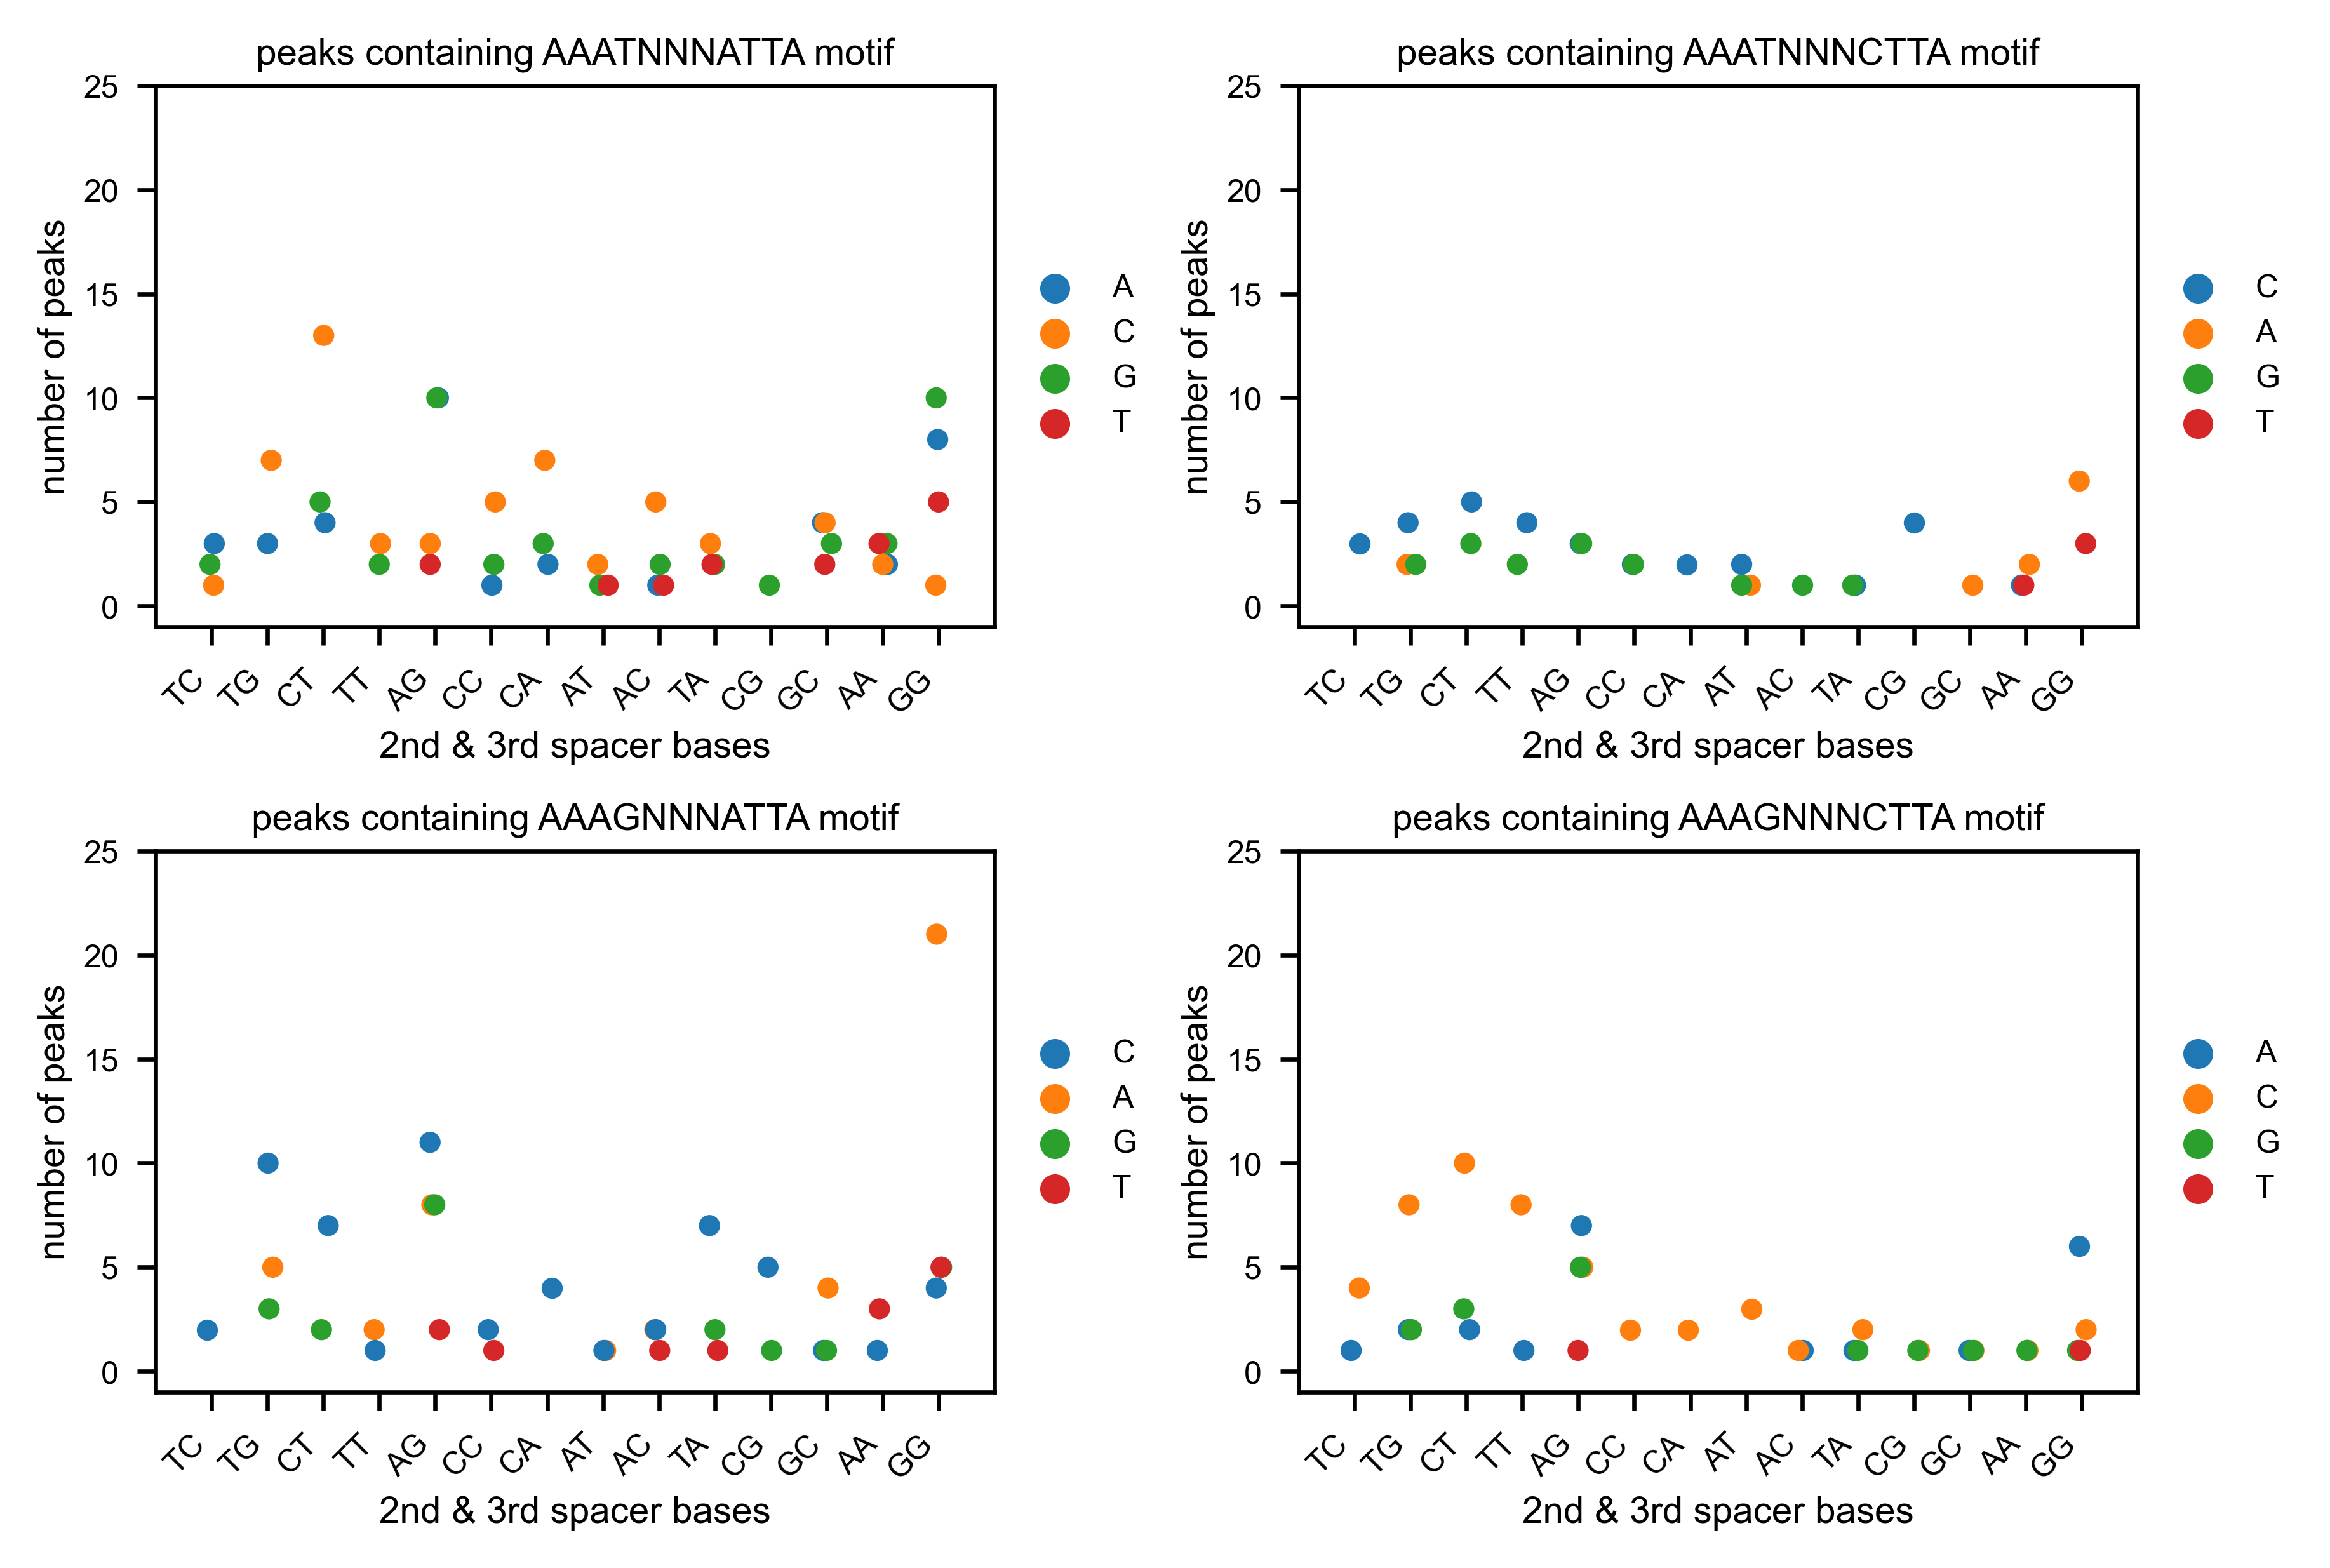 peaks containing AAATNNNATTA motif
25
20
15
10
5
0
number of peaks
TC TG CT TT AG CC CA AT AC TA CG GC AA GG
2nd & 3rd spacer bases
A
C
G
T
peaks containing AAATNNNCTTA motif
25
20
15
10
5
0
number of peaks
TC TG CT TT AG CC CA AT AC TA CG GC AA GG
2nd & 3rd spacer bases
C
A
G
T
peaks containing AAAGNNNATTA motif
25
20
15
10
5
0
number of peaks
TC TG CT TT AG CC CA AT AC TA CG GC AA GG
2nd & 3rd spacer bases
C
A
G
T
peaks containing AAAGNNNCTTA motif
25
20
15
10
5
0
number of peaks
TC TG CT TT AG CC CA AT AC TA CG GC AA GG
2nd & 3rd spacer bases
A
C
G
T